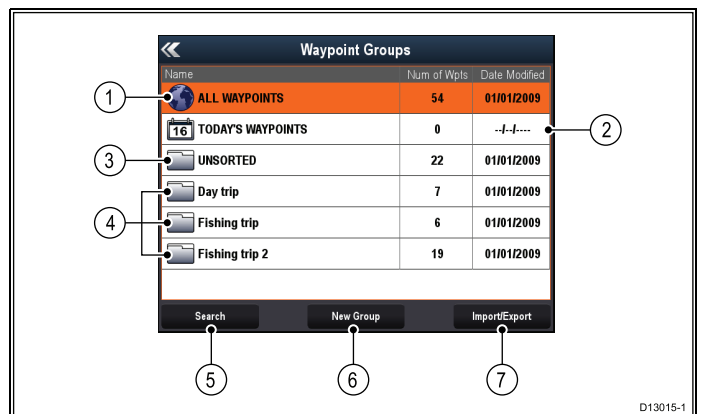 Waypoint Groups
Name Num of Wpts Date Modified
1 ALL WAYPOINTS 54 01/01/2009
16 TODAY'S WAYPOINTS 0 --/--/---- 2
3 UNSORTED 22 01/01/2009
Day trip 7 01/01/2009
4 Fishing trip 6 01/01/2009
Fishing trip 2 19 01/01/2009
Search New Group Import/Export
5 6 7
D13015-1